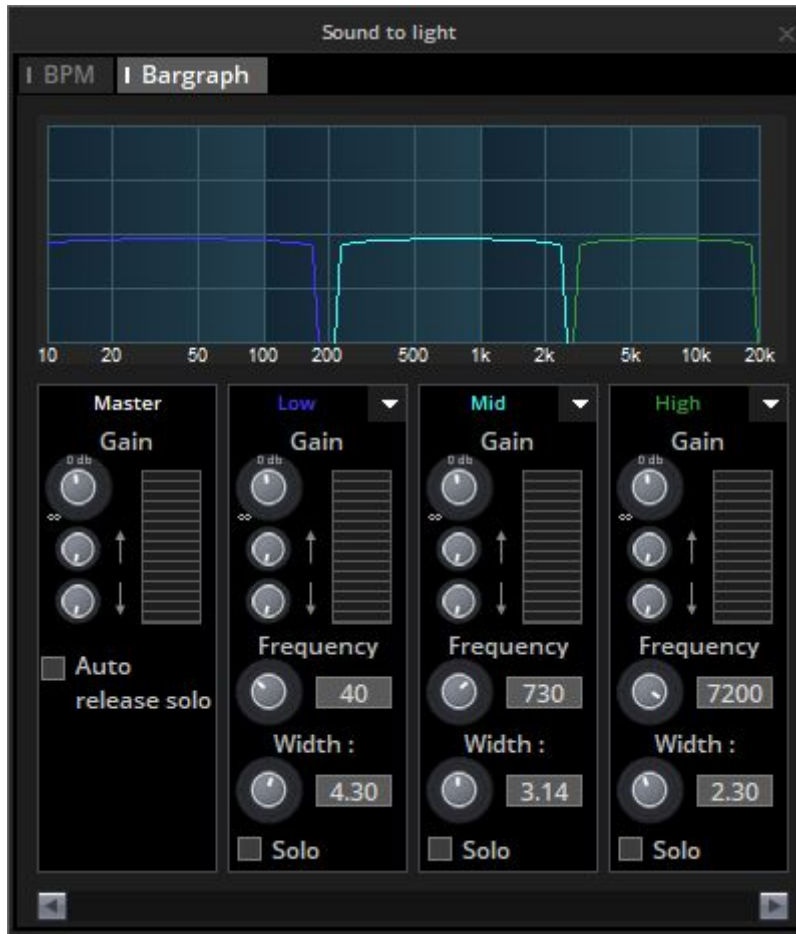 Sound to light
BPM Bargraph
10 20 50 100 200 500 1k 2k 5k 10k 20k
Master Low Mid High
Gain Gain Gain Gain
0 db 0 db 0 db 0 db
∞ ∞ ∞ ∞
Frequency Frequency Frequency
Auto
release solo
40 730 7200
Width : Width : Width :
4.30 3.14 2.30
Solo Solo Solo